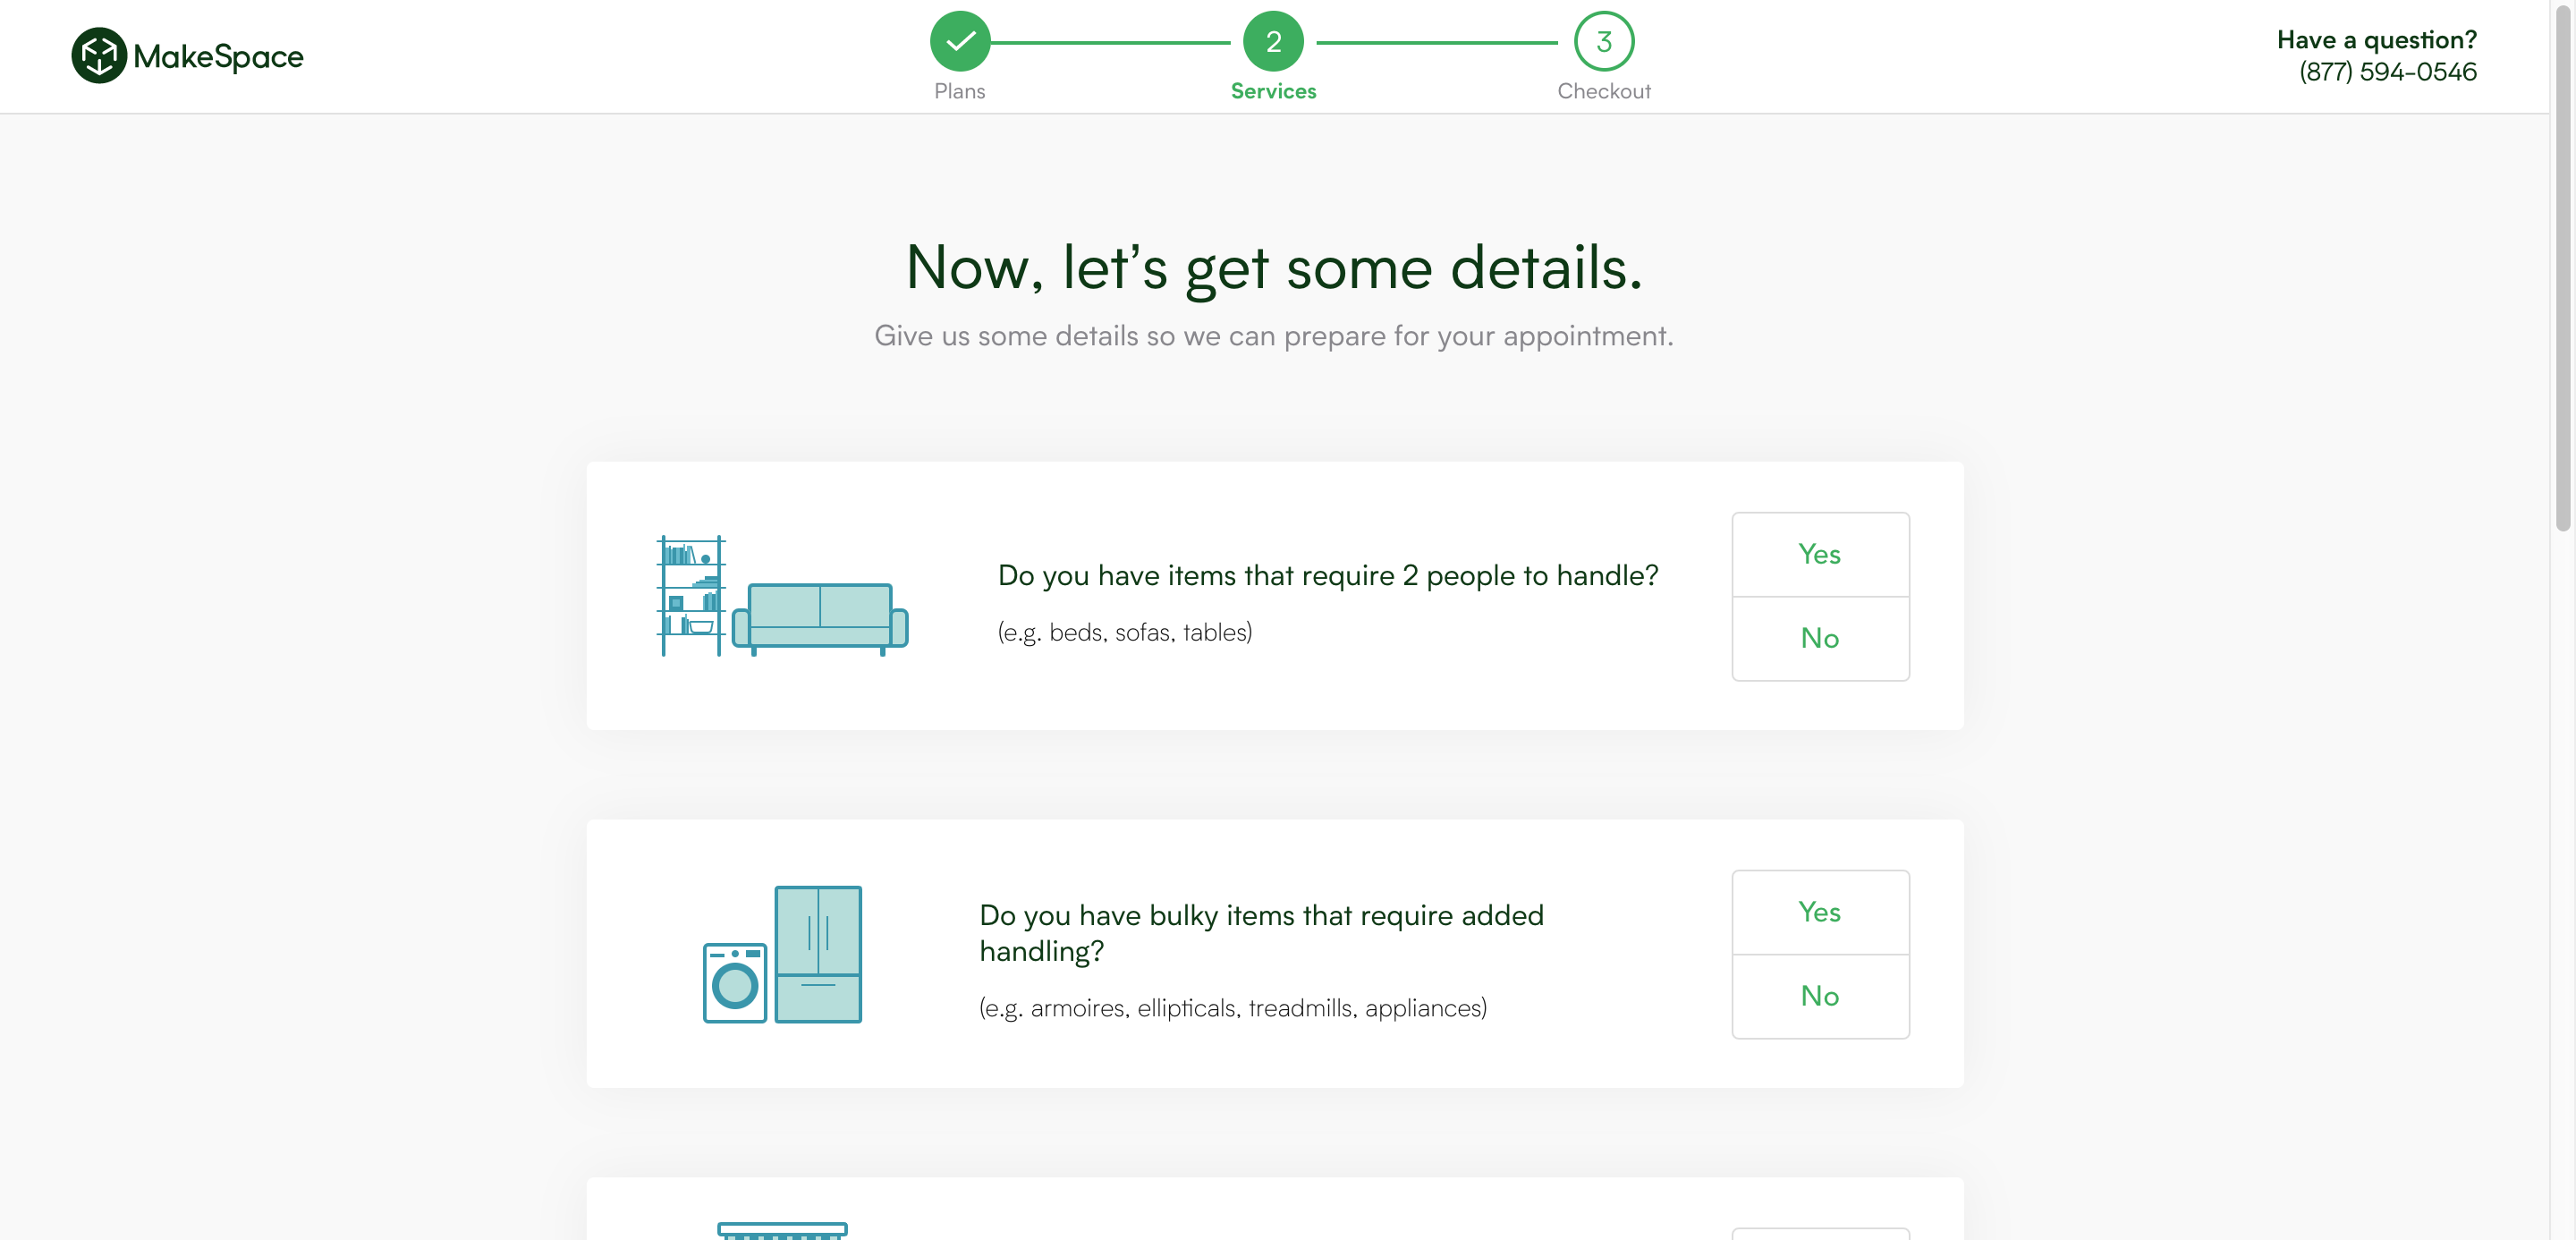 MakeSpace
Plans
2
Services
3
Checkout
Have a question?
(877) 594-0546
Now, let’s get some details.
Give us some details so we can prepare for your appointment.
Do you have items that require 2 people to handle?
(e.g. beds, sofas, tables)
Yes
No
Do you have bulky items that require added
handling?
(e.g. armoires, ellipticals, treadmills, appliances)
Yes
No